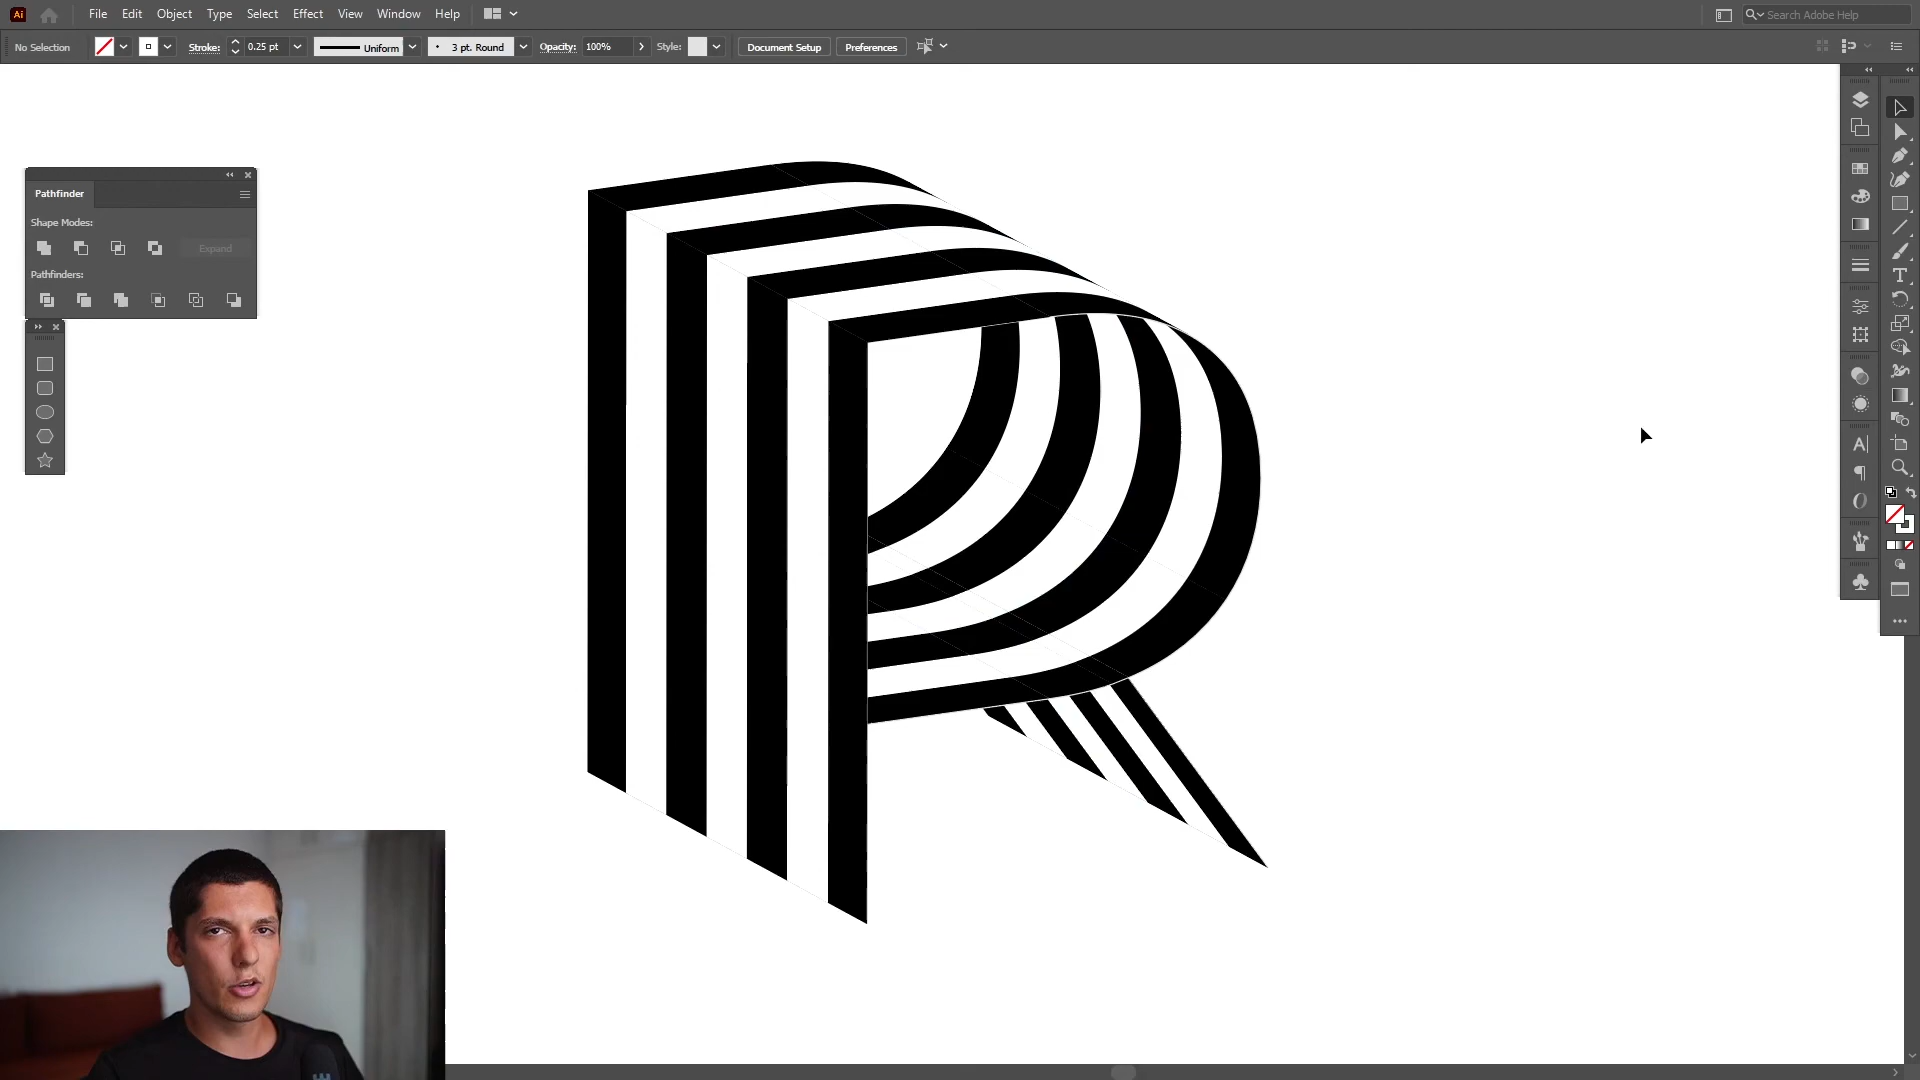 Ai File Edit Object Type Select Effect View Window Help Search Adobe Help
No Selection Stroke: 0.25 pt Uniform 3 pt. Round Opacity: 100% Style: Document Setup Preferences
Pathfinder
Shape Modes:
Expand
Pathfinders:
R